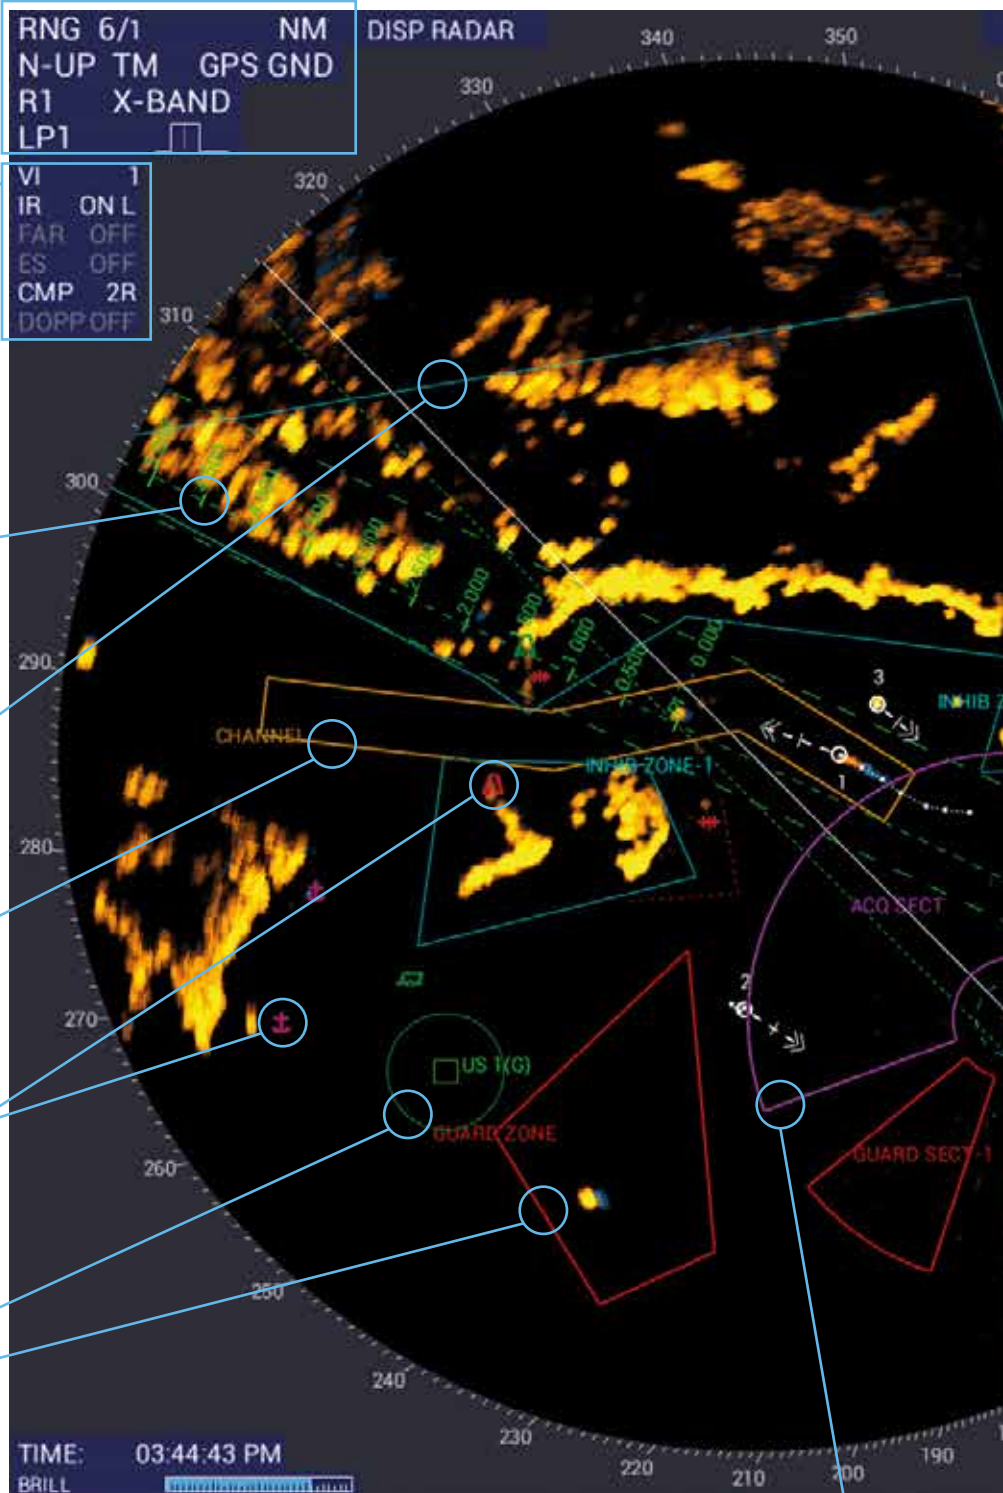 RNG 6/1 NM
DISP RADAR
N-UP TM GPS GND
R1 X-BAND
LP1
VI 1
IR ON L
FAR OFF
ES OFF
CMP 2R
DOPP OFF
340
350
330
320
310
300
290
280
270
260
250
240
230
220
210
200
190
2.000
1.000
0.500
0.000
3
INHIB
CHANNEL
INHIB ZONE-1
1
ACQ SECT
2
US 1(G)
GUARD ZONE
GUARD SECT-1
TIME: 03:44:43 PM
BRILL